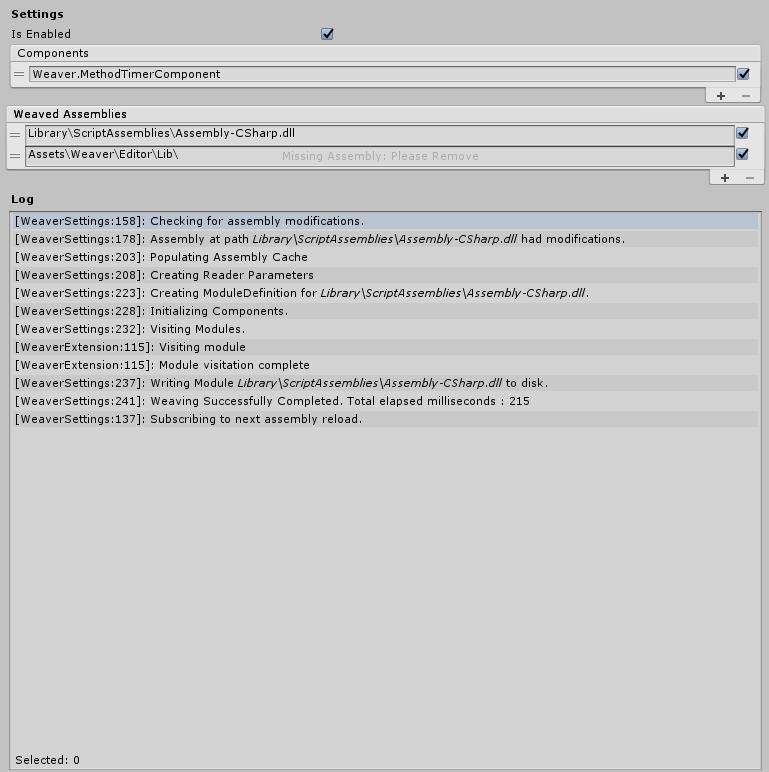 Settings
Is Enabled
Components
Weaver.MethodTimerComponent
+ −
Weaved Assemblies
Library\ScriptAssemblies\Assembly-CSharp.dll
Assets\Weaver\Editor\Lib\ Missing Assembly: Please Remove
+ −
Log
[WeaverSettings:158]: Checking for assembly modifications.
[WeaverSettings:178]: Assembly at path Library\ScriptAssemblies\Assembly-CSharp.dll had modifications.
[WeaverSettings:203]: Populating Assembly Cache
[WeaverSettings:208]: Creating Reader Parameters
[WeaverSettings:223]: Creating ModuleDefinition for Library\ScriptAssemblies\Assembly-CSharp.dll.
[WeaverSettings:228]: Initializing Components.
[WeaverSettings:232]: Visiting Modules.
[WeaverExtension:115]: Visiting module
[WeaverExtension:115]: Module visitation complete
[WeaverSettings:237]: Writing Module Library\ScriptAssemblies\Assembly-CSharp.dll to disk.
[WeaverSettings:241]: Weaving Successfully Completed. Total elapsed milliseconds : 215
[WeaverSettings:137]: Subscribing to next assembly reload.
Selected: 0